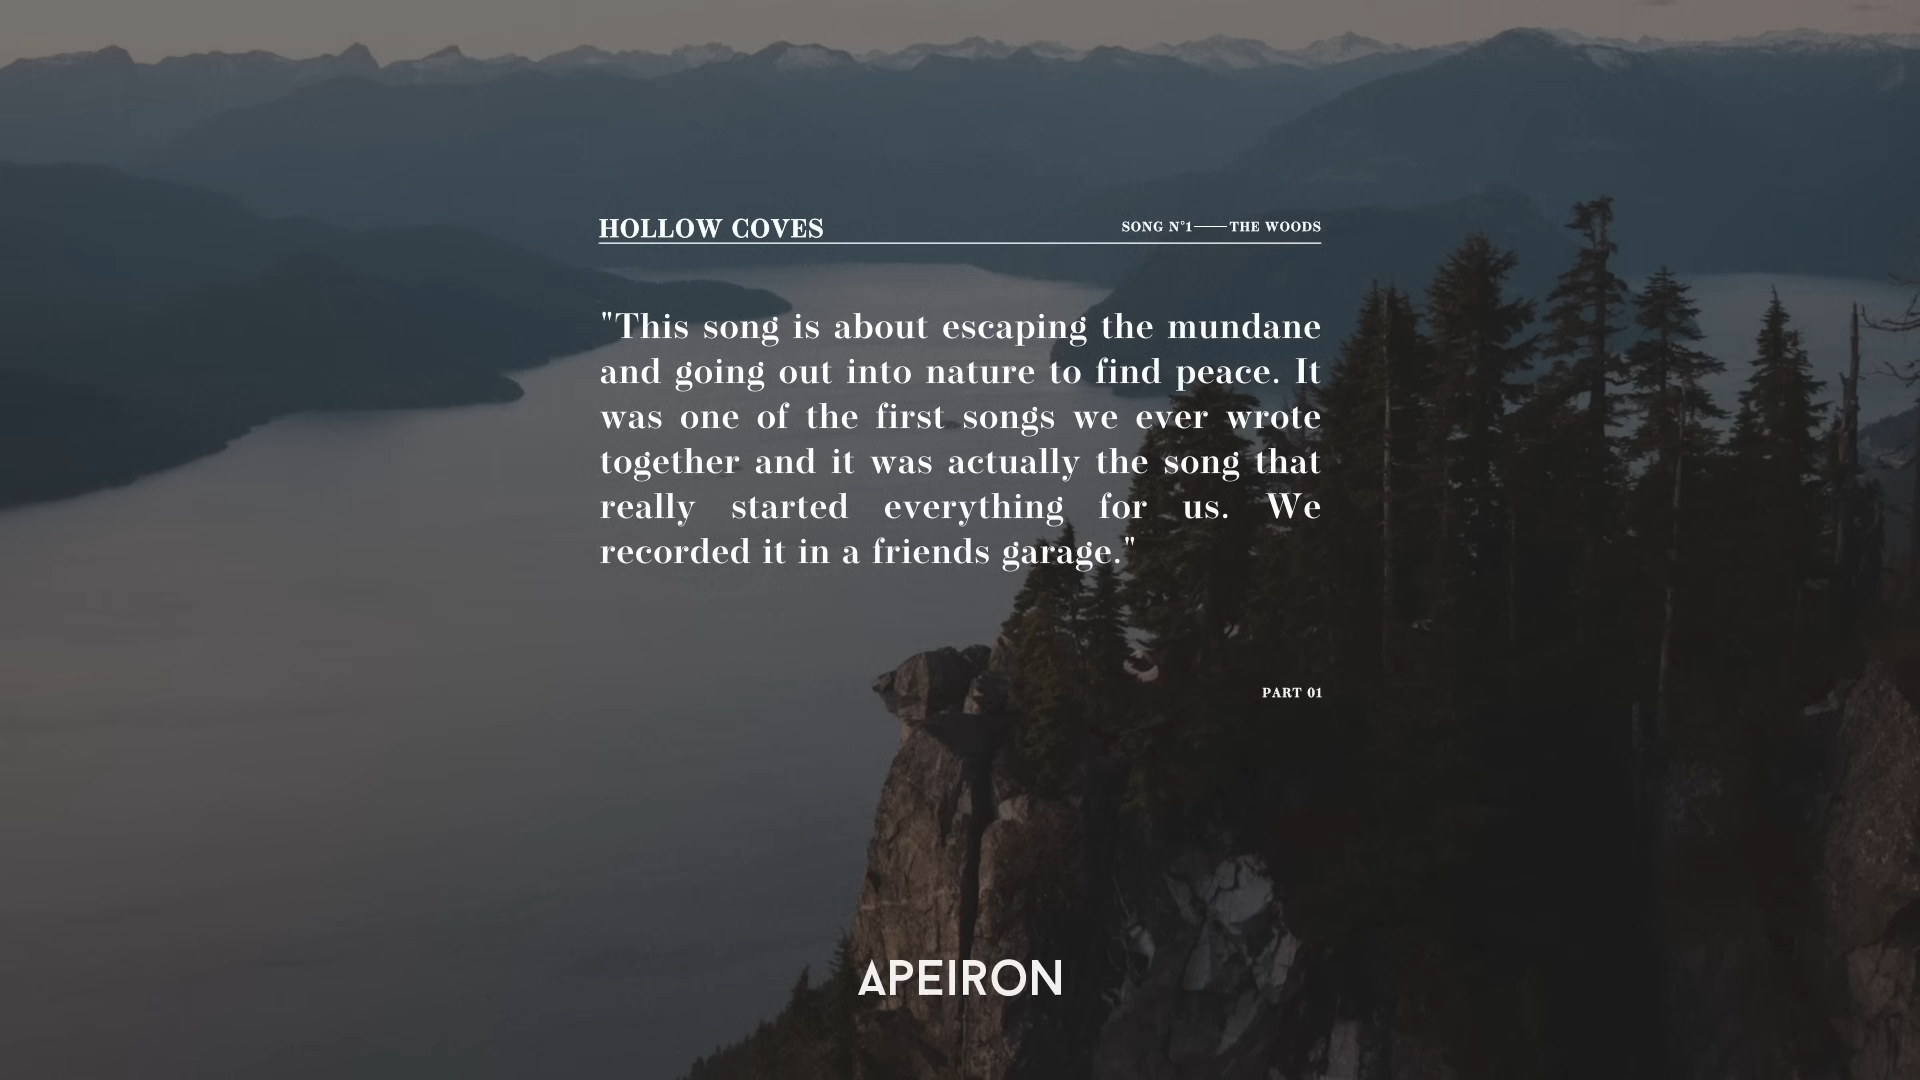 HOLLOW COVES
SONG N°1——THE WOODS
"This song is about escaping the mundane
and going out into nature to find peace. It
was one of the first songs we ever wrote
together and it was actually the song that
really started everything for us. We
recorded it in a friends garage."
PART 01
APEIRON